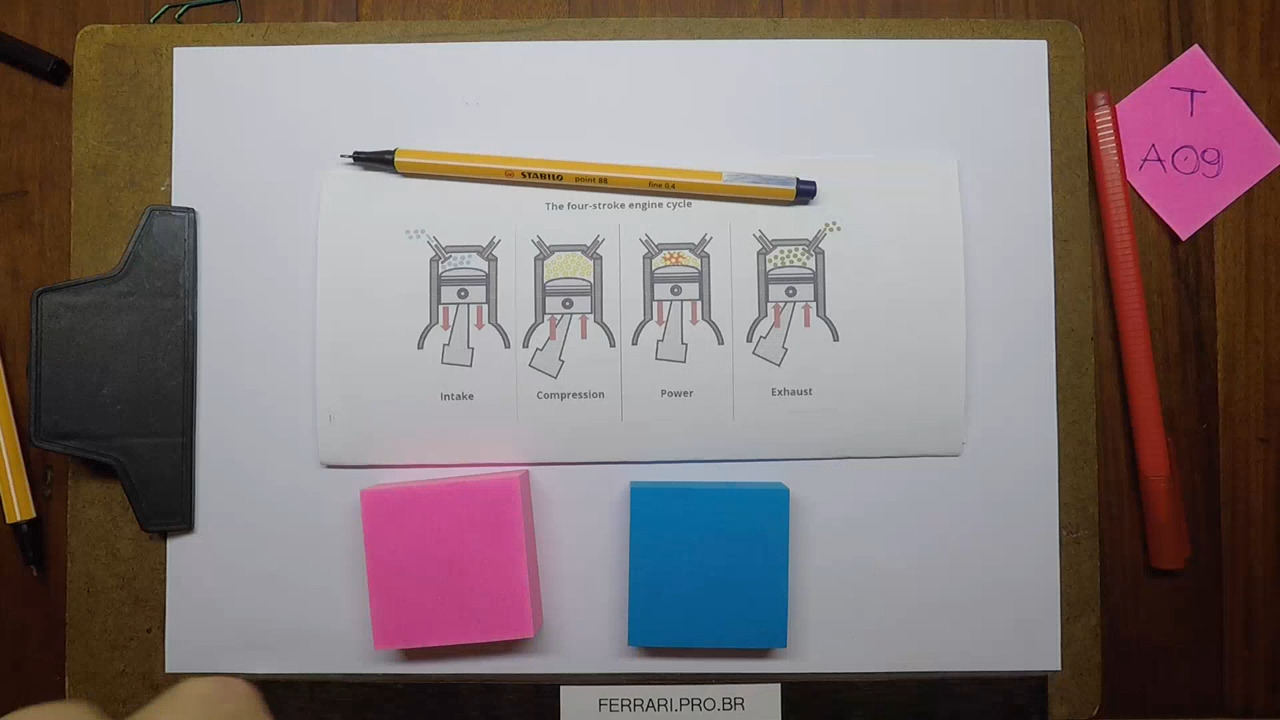 T
A09
STABILO point 88 fine 0.4
The four-stroke engine cycle
Intake
Compression
Power
Exhaust
FERRARI.PRO.BR